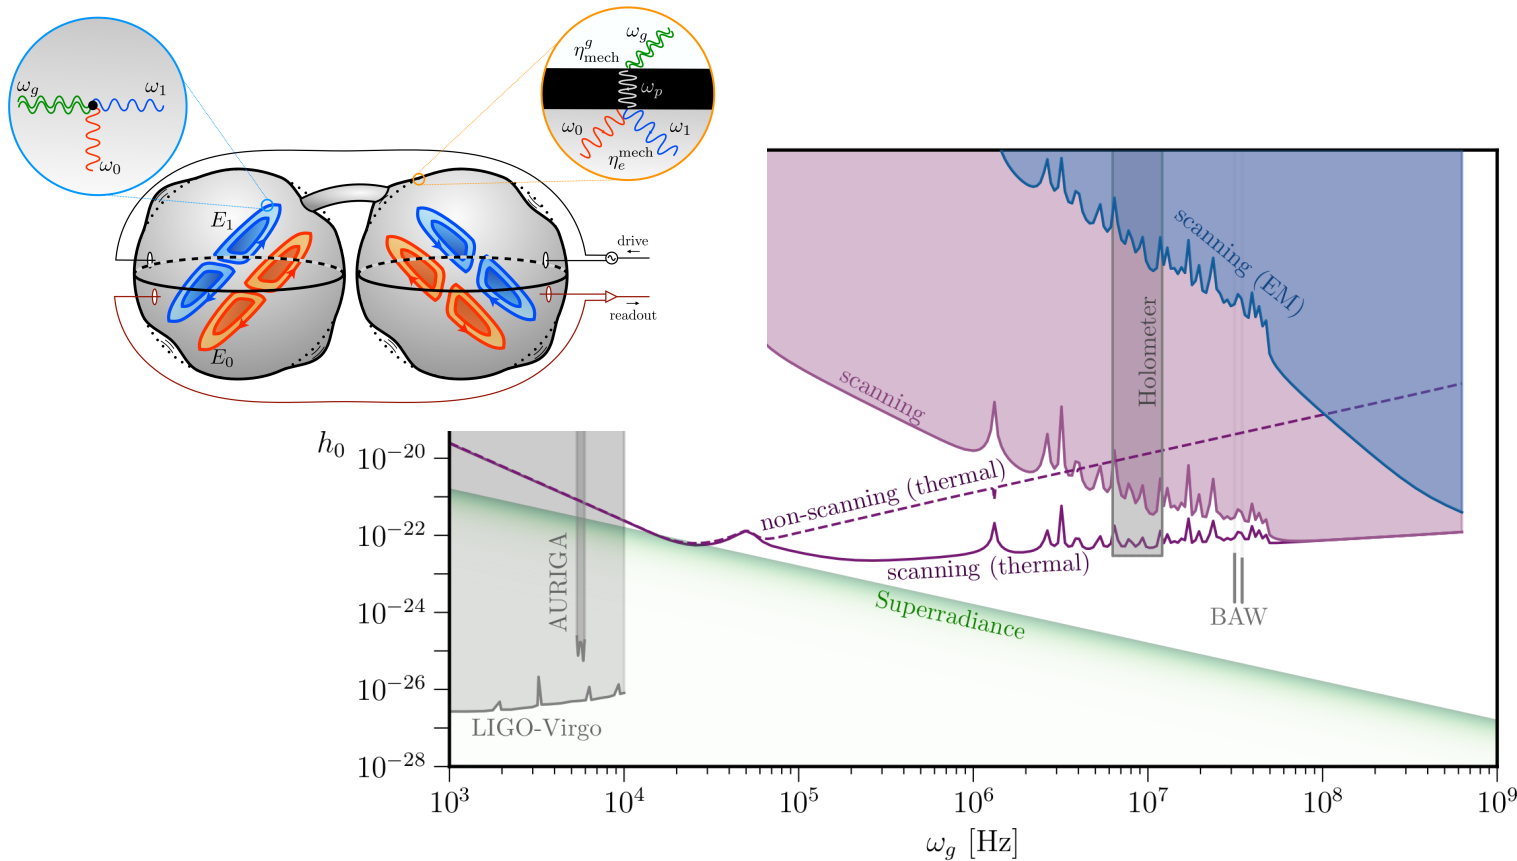 ω_g
ω_1
ω_0
ω_g
η^g_mech
ω_p
ω_0
ω_1
η_e^mech
E_1
E_0
drive
readout
scanning (EM)
scanning
Holometer
h_0
10^−20
10^−22
10^−24
10^−26
10^−28
non-scanning (thermal)
scanning (thermal)
AURIGA
Superradiance
BAW
LIGO-Virgo
10^3
10^4
10^5
10^6
10^7
10^8
10^9
ω_g [Hz]